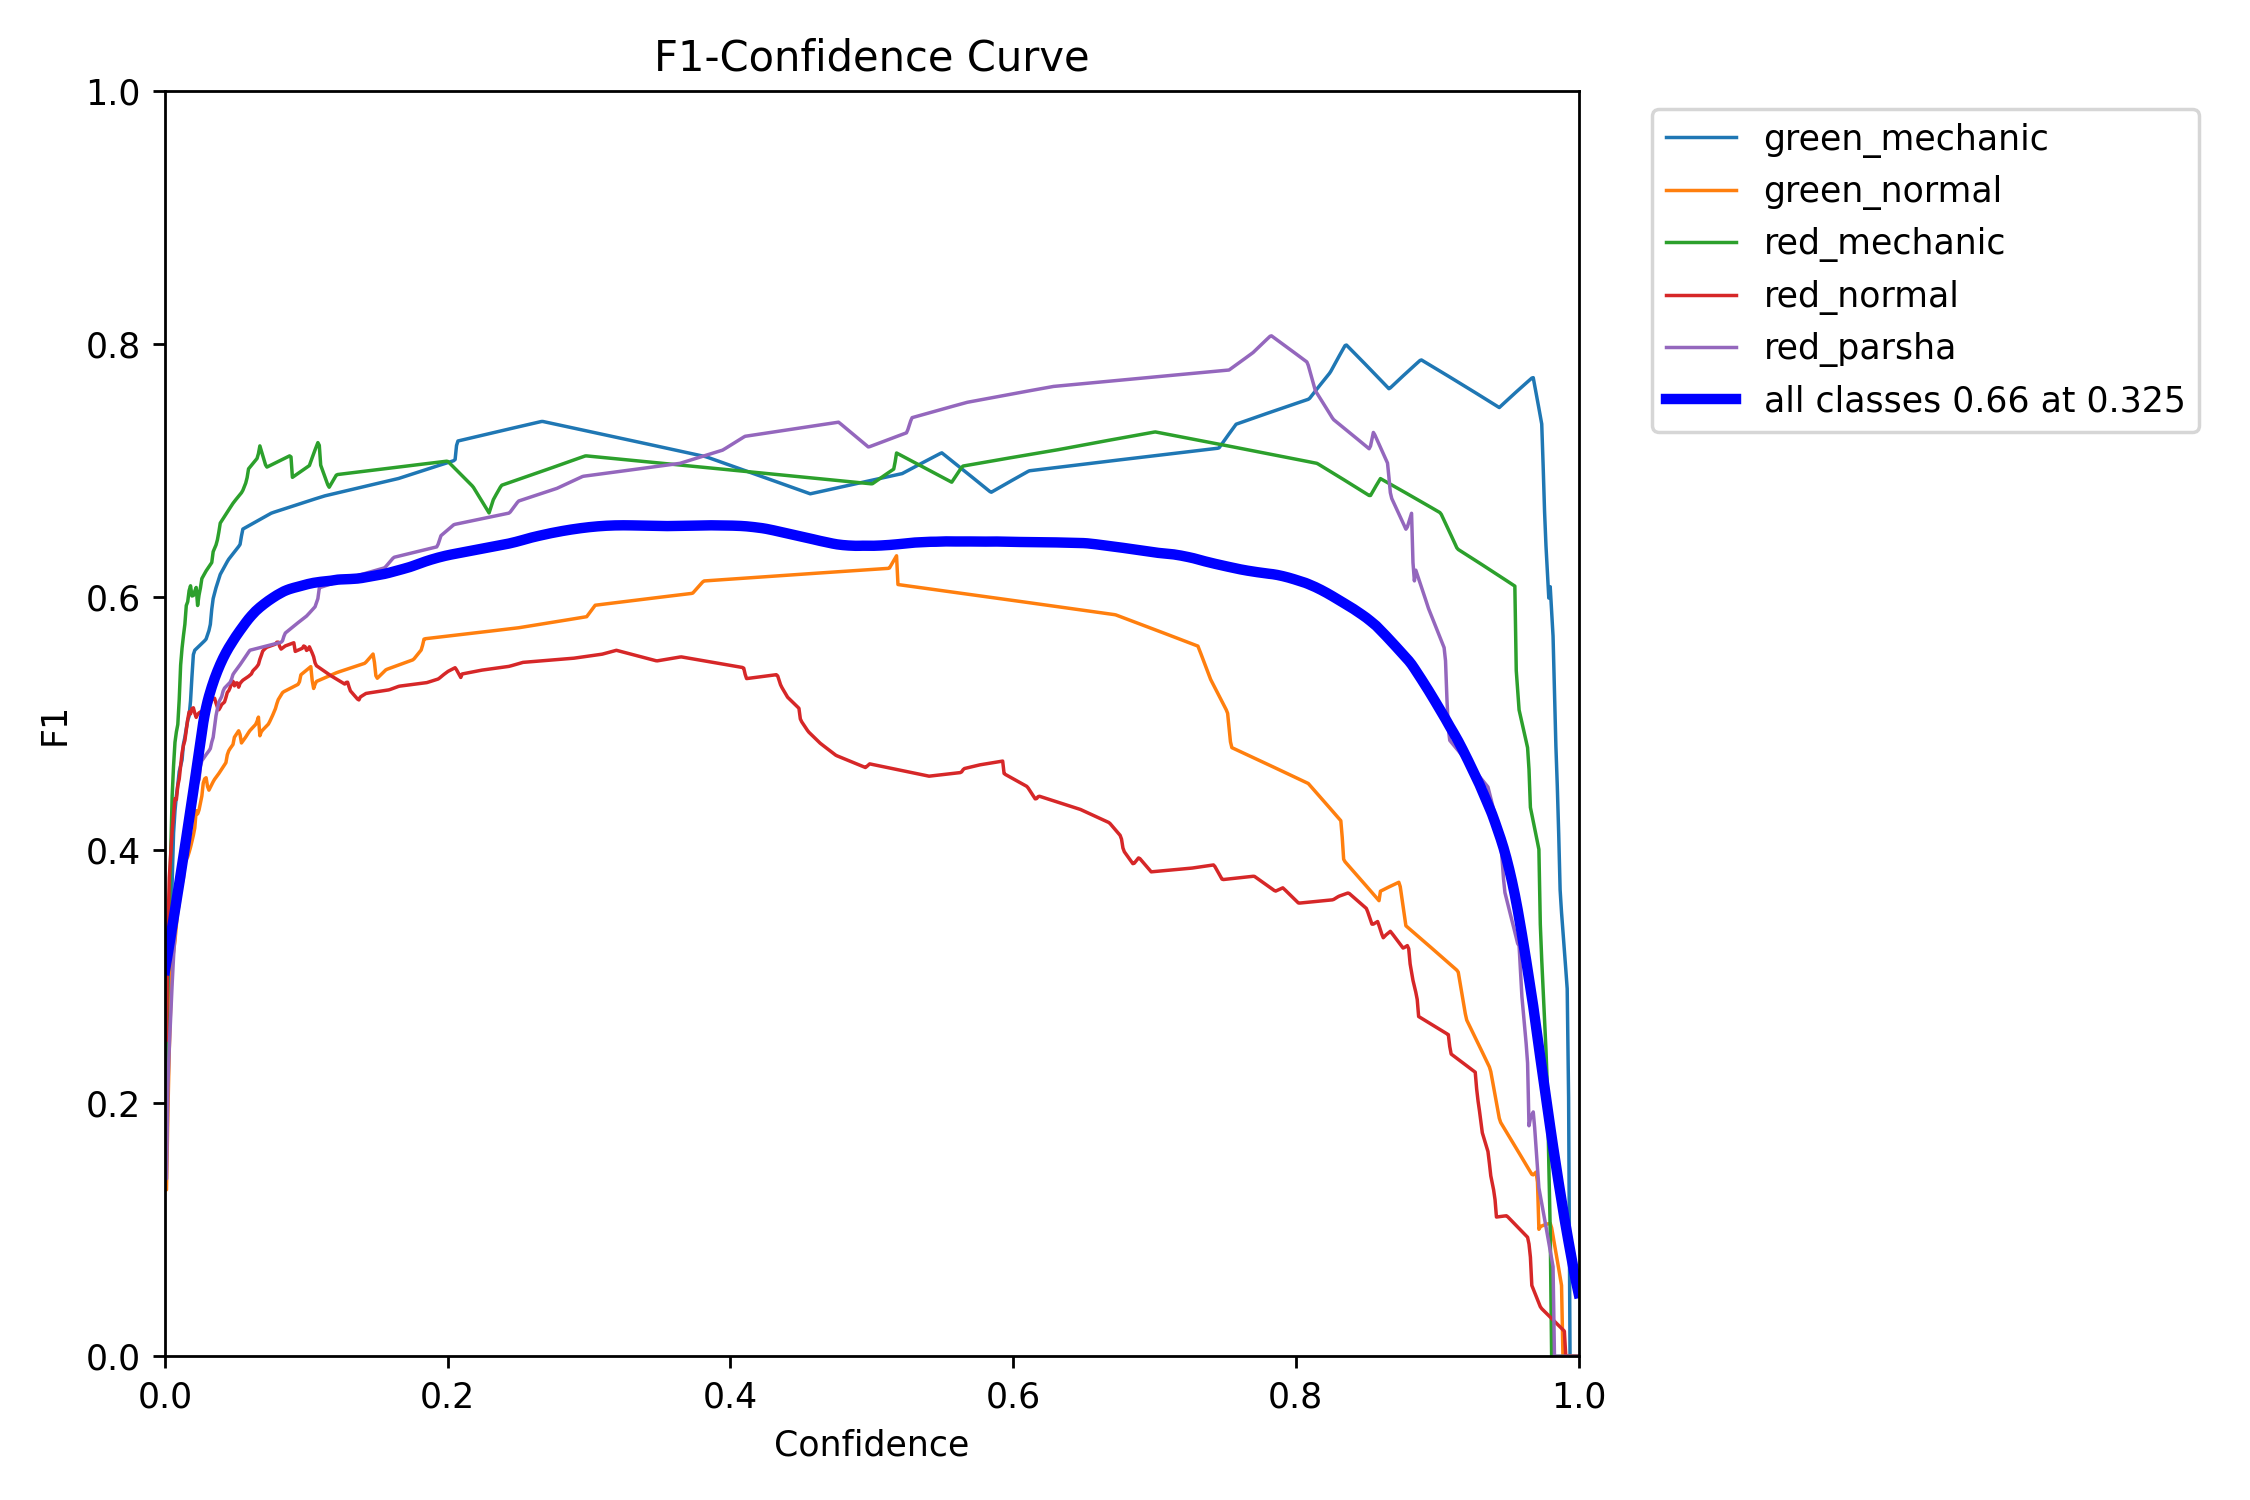 F1-Confidence Curve
1.0
0.8
0.6
0.4
0.2
0.0
F1
0.0 0.2 0.4 0.6 0.8 1.0
Confidence
green_mechanic
green_normal
red_mechanic
red_normal
red_parsha
all classes 0.66 at 0.325